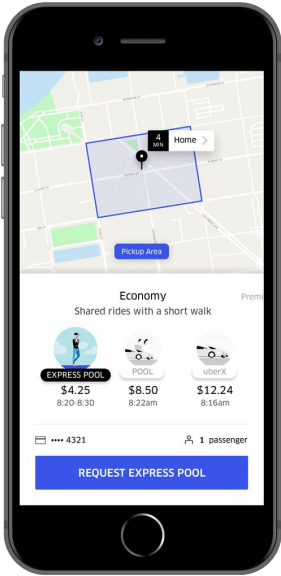 4
MIN
Home
Pickup Area
Economy
Premi
Shared rides with a short walk
EXPRESS POOL
POOL
uberX
$4.25
$8.50
$12.24
8:20-8:30
8:22am
8:16am
•••• 4321
1 passenger
REQUEST EXPRESS POOL